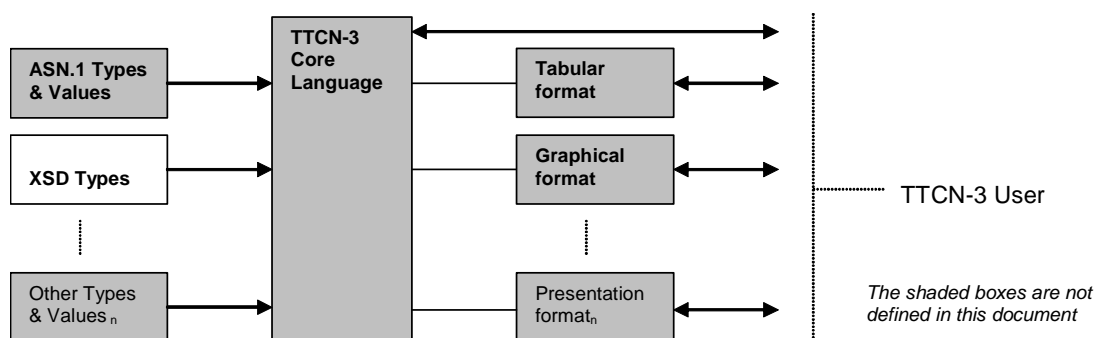 TTCN-3
Core
Language
ASN.1 Types
& Values
XSD Types
Other Types
& Values n
Tabular
format
Graphical
format
Presentation
formatn
TTCN-3 User
The shaded boxes are not
defined in this document